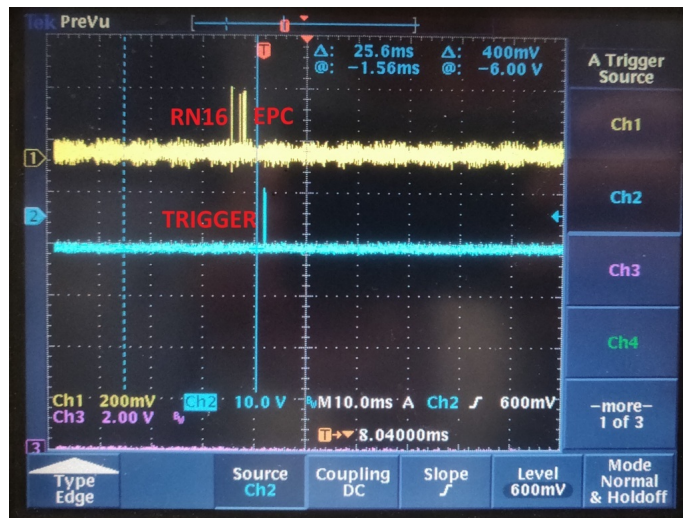 Tek PreVu
T
T
Δ: 25.6ms Δ: 400mV
@: −1.56ms @: −6.00 V
A Trigger
Source
RN16 EPC
Ch1
1
Ch2
2
TRIGGER
Ch3
Ch4
Ch1 200mV Ch2 10.0 V M 10.0ms A Ch2 600mV
Ch3 2.00 V
−more−
1 of 3
T 8.04000ms
3
Type
Edge
Source
Ch2
Coupling
DC
Slope
Level
600mV
Mode
Normal
& Holdoff